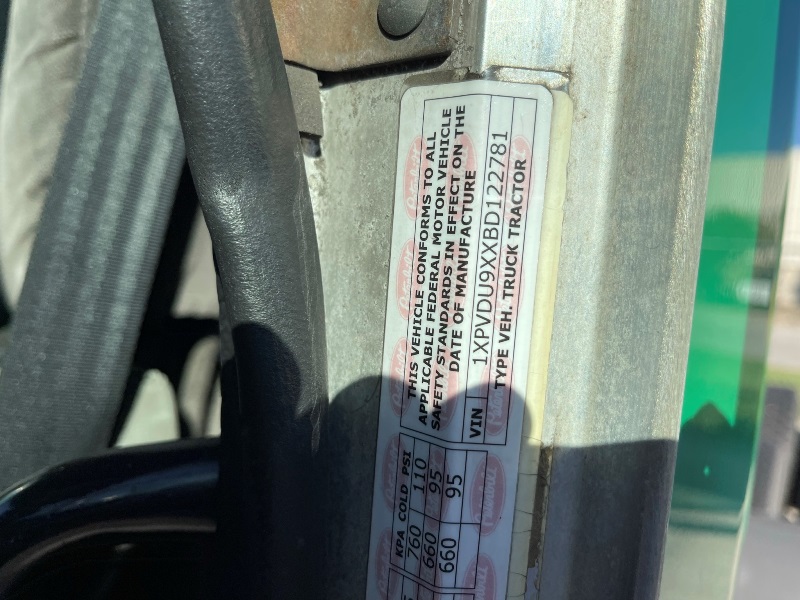 THIS VEHICLE CONFORMS TO ALL
APPLICABLE FEDERAL MOTOR VEHICLE
SAFETY STANDARDS IN EFFECT ON THE
DATE OF MANUFACTURE
VIN 1XPVDU9XXBD122781
TYPE VEH. TRUCK TRACTOR
KPA COLD PSI
760 110
660 95
660 95